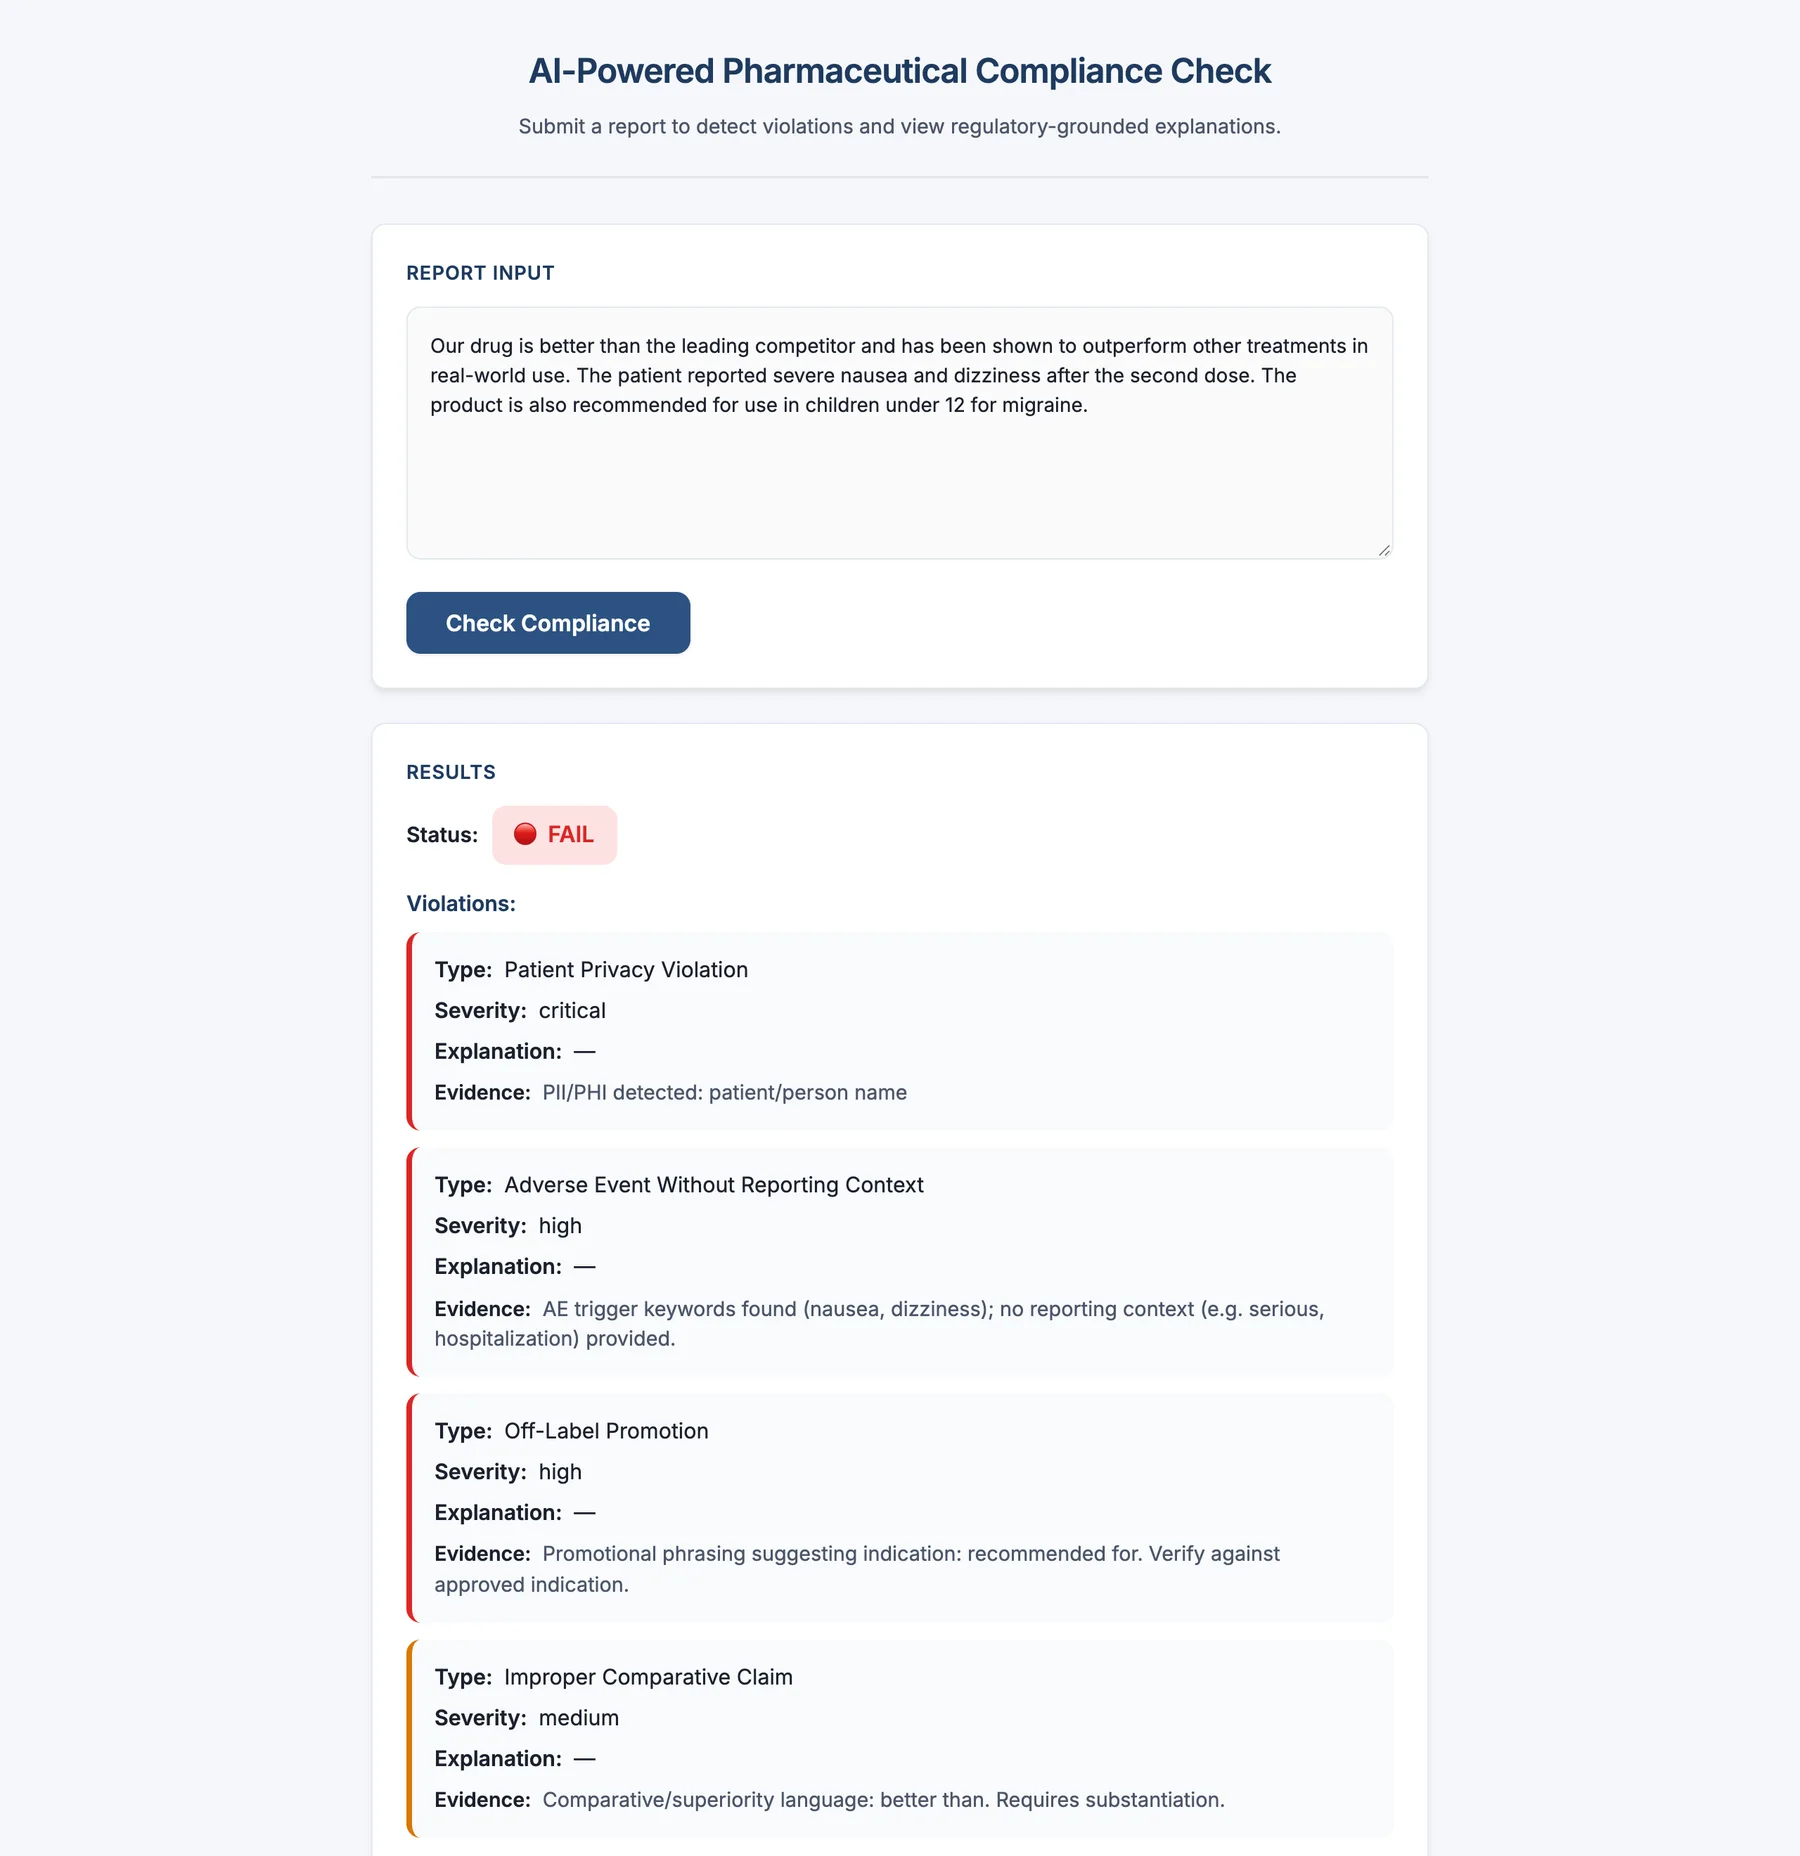 AI-Powered Pharmaceutical Compliance Check
Submit a report to detect violations and view regulatory-grounded explanations.
REPORT INPUT
Our drug is better than the leading competitor and has been shown to outperform other treatments in
real-world use. The patient reported severe nausea and dizziness after the second dose. The
product is also recommended for use in children under 12 for migraine.
Check Compliance
RESULTS
Status: FAIL
Violations:
Type: Patient Privacy Violation
Severity: critical
Explanation: —
Evidence: PII/PHI detected: patient/person name
Type: Adverse Event Without Reporting Context
Severity: high
Explanation: —
Evidence: AE trigger keywords found (nausea, dizziness); no reporting context (e.g. serious,
hospitalization) provided.
Type: Off-Label Promotion
Severity: high
Explanation: —
Evidence: Promotional phrasing suggesting indication: recommended for. Verify against
approved indication.
Type: Improper Comparative Claim
Severity: medium
Explanation: —
Evidence: Comparative/superiority language: better than. Requires substantiation.